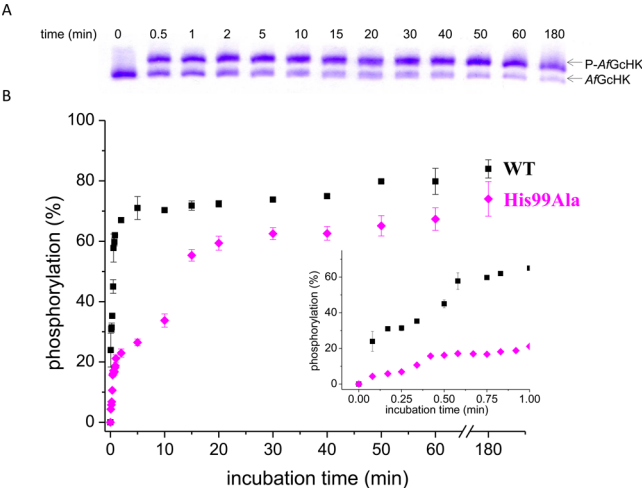 A
time (min) 0 0.5 1 2 5 10 15 20 30 40 50 60 180
P-AfGcHK
AfGcHK
B
100
80
60
40
20
0
phosphorylation (%)
WT
His99Ala
60
40
20
0
phosphorylation (%)
0.00 0.25 0.50 0.75 1.00
incubation time (min)
0 10 20 30 40 50 60 180
incubation time (min)